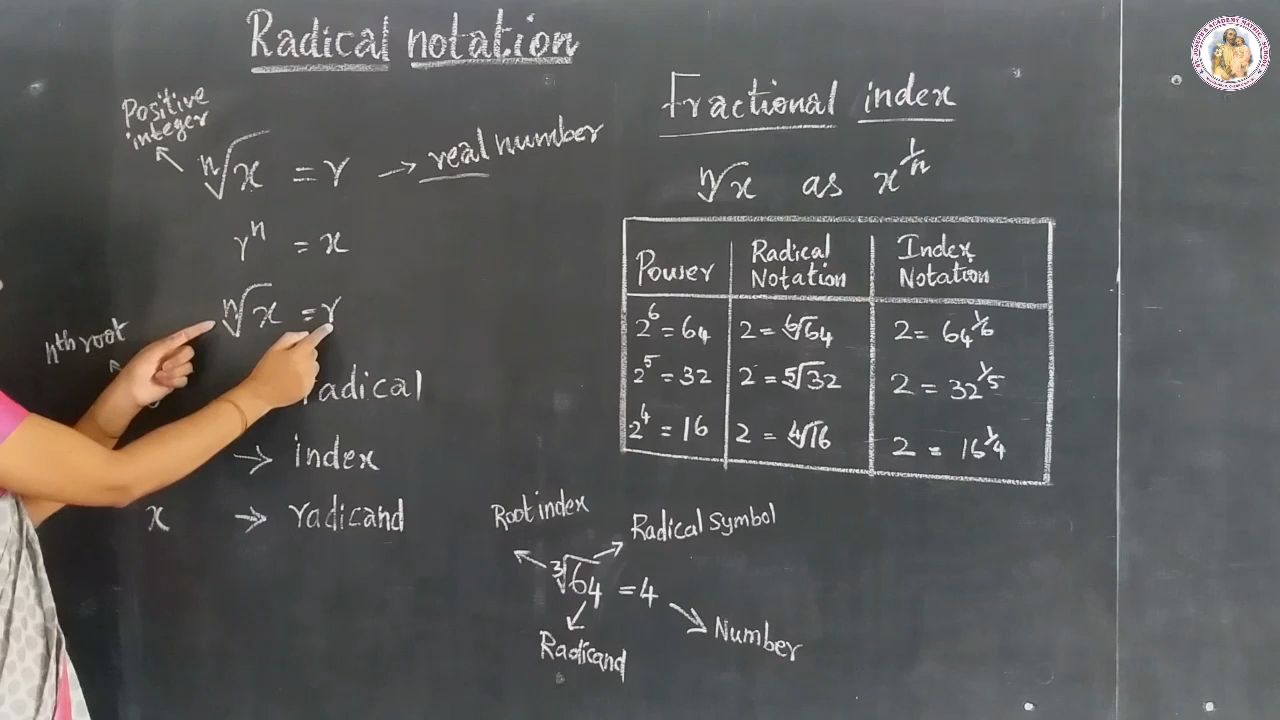 Radical notation
Positive
integer
ⁿ√x = r → real number
rⁿ = x
ⁿ√x = r
nth root
radical
→ index
x → radicand
Fractional index
ⁿ√x as x^(1/n)
Power | Radical Notation | Index Notation
2⁶ = 64 | 2 = ⁶√64 | 2 = 64^(1/6)
2⁵ = 32 | 2 = ⁵√32 | 2 = 32^(1/5)
2⁴ = 16 | 2 = ⁴√16 | 2 = 16^(1/4)
Root index
Radical Symbol
³√64 = 4
Radicand
Number